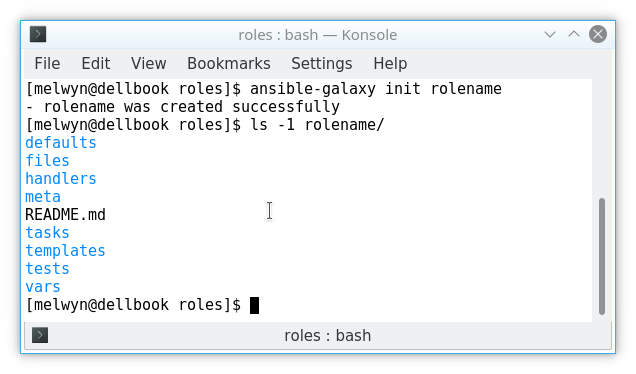 roles : bash — Konsole
File Edit View Bookmarks Settings Help
[melwyn@dellbook roles]$ ansible-galaxy init rolename
- rolename was created successfully
[melwyn@dellbook roles]$ ls -1 rolename/
defaults
files
handlers
meta
README.md
tasks
templates
tests
vars
[melwyn@dellbook roles]$
roles : bash